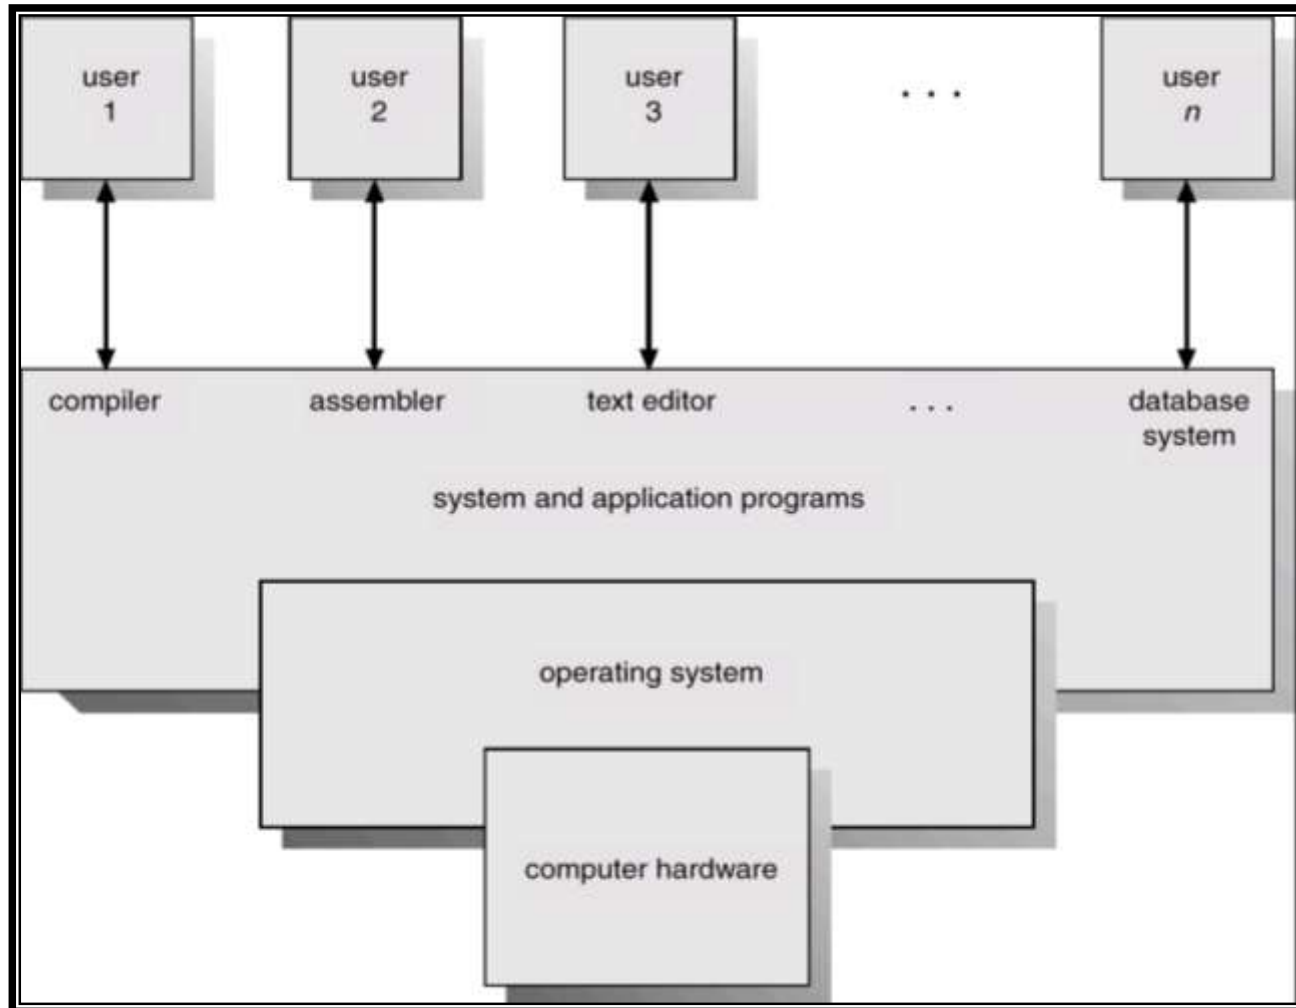 user
1
user
2
user
3
. . .
user
n
compiler
assembler
text editor
. . .
database
system
system and application programs
operating system
computer hardware